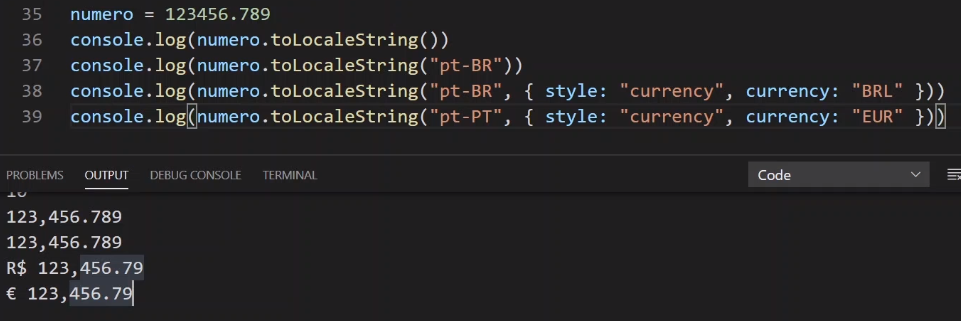 35 numero = 123456.789
36 console.log(numero.toLocaleString())
37 console.log(numero.toLocaleString("pt-BR"))
38 console.log(numero.toLocaleString("pt-BR", { style: "currency", currency: "BRL" }))
39 console.log(numero.toLocaleString("pt-PT", { style: "currency", currency: "EUR" }))
PROBLEMS OUTPUT DEBUG CONSOLE TERMINAL Code
123,456.789
123,456.789
R$ 123,456.79
€ 123,456.79